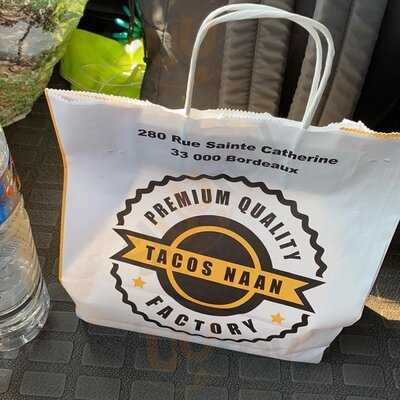 280 Rue Sainte Catherine
33 000 Bordeaux
PREMIUM QUALITY
TACOS NAAN
FACTORY